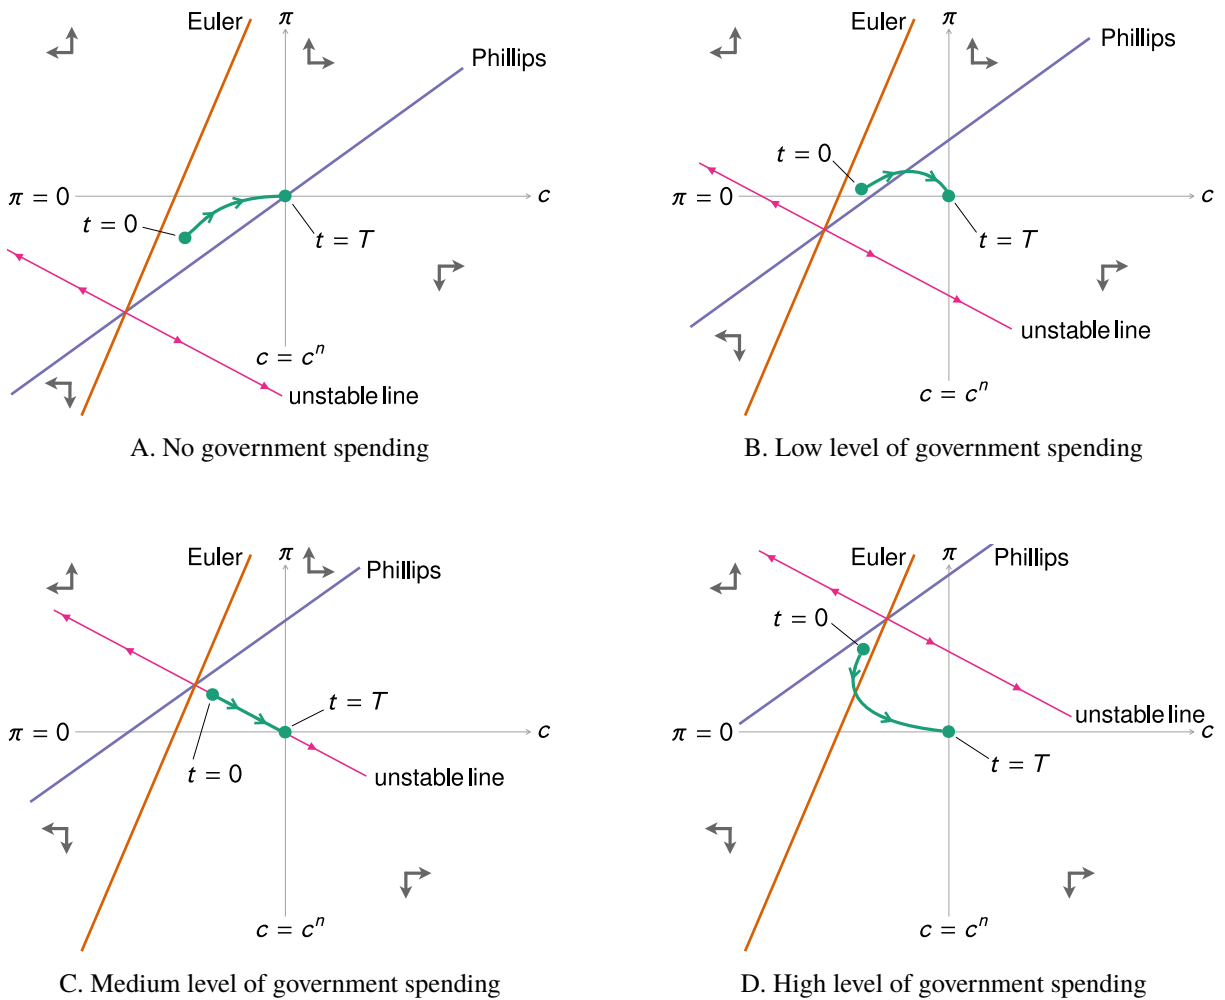 Euler
π
Phillips
π = 0
c
t = 0
t = T
c = cⁿ
unstable line
A. No government spending
Euler
π
Phillips
t = 0
π = 0
c
t = T
unstable line
c = cⁿ
B. Low level of government spending
Euler
π
Phillips
t = T
π = 0
c
t = 0
unstable line
c = cⁿ
C. Medium level of government spending
Euler
π
Phillips
t = 0
unstable line
π = 0
c
t = T
c = cⁿ
D. High level of government spending